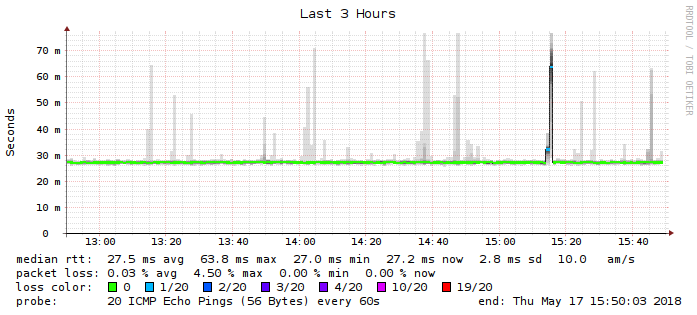 Last 3 Hours
RRDTOOL / TOBI OETIKER
Seconds
70 m
60 m
50 m
40 m
30 m
20 m
10 m
0
13:00 13:20 13:40 14:00 14:20 14:40 15:00 15:20 15:40
median rtt: 27.5 ms avg 63.8 ms max 27.0 ms min 27.2 ms now 2.8 ms sd 10.0 am/s
packet loss: 0.03 % avg 4.50 % max 0.00 % min 0.00 % now
loss color: 0 1/20 2/20 3/20 4/20 10/20 19/20
probe: 20 ICMP Echo Pings (56 Bytes) every 60s end: Thu May 17 15:50:03 2018